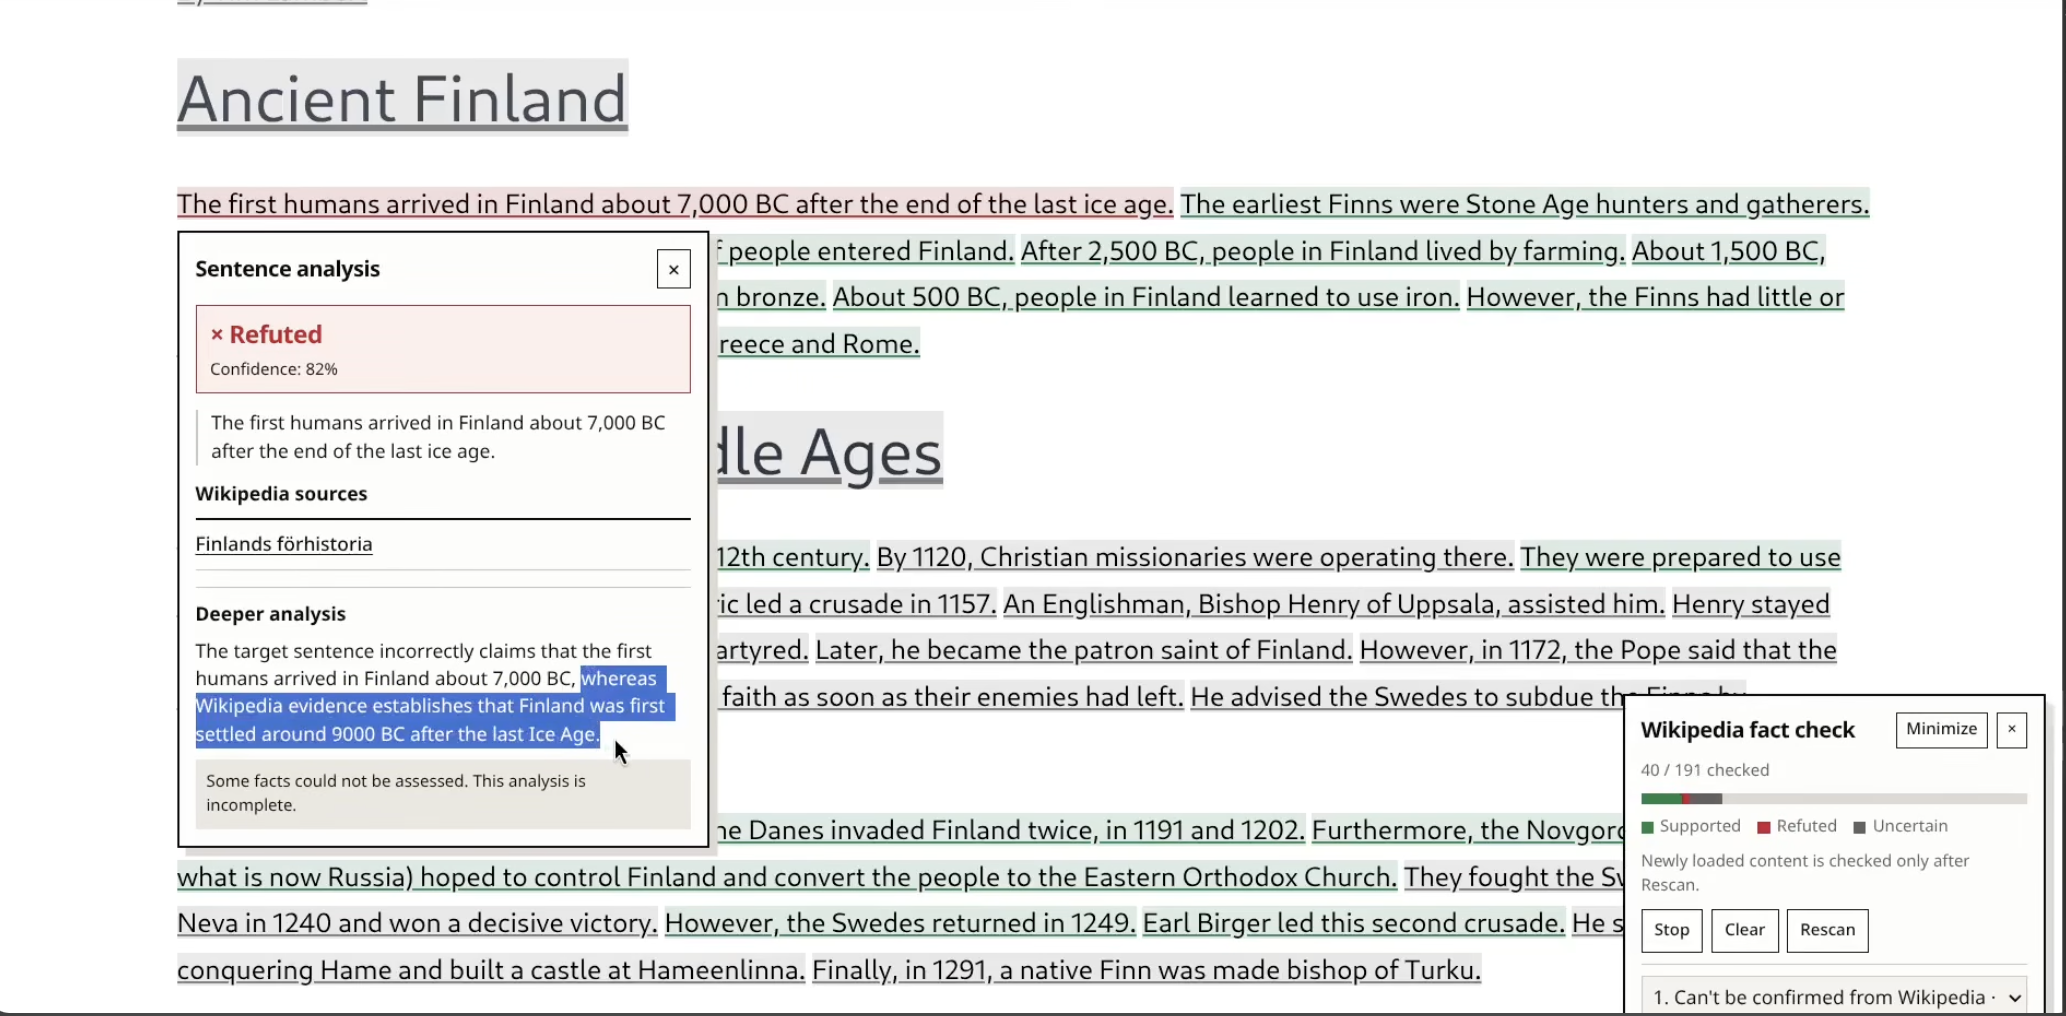 Ancient Finland
The first humans arrived in Finland about 7,000 BC after the end of the last ice age. The earliest Finns were Stone Age hunters and gatherers.
people entered Finland. After 2,500 BC, people in Finland lived by farming. About 1,500 BC,
bronze. About 500 BC, people in Finland learned to use iron. However, the Finns had little or
reece and Rome.
dle Ages
12th century. By 1120, Christian missionaries were operating there. They were prepared to use
ic led a crusade in 1157. An Englishman, Bishop Henry of Uppsala, assisted him. Henry stayed
artyred. Later, he became the patron saint of Finland. However, in 1172, the Pope said that the
faith as soon as their enemies had left. He advised the Swedes to subdue the
he Danes invaded Finland twice, in 1191 and 1202. Furthermore, the Novgoro
what is now Russia) hoped to control Finland and convert the people to the Eastern Orthodox Church. They fought the Sw
Neva in 1240 and won a decisive victory. However, the Swedes returned in 1249. Earl Birger led this second crusade. He s
conquering Hame and built a castle at Hameenlinna. Finally, in 1291, a native Finn was made bishop of Turku.
Sentence analysis ×
× Refuted
Confidence: 82%
The first humans arrived in Finland about 7,000 BC
after the end of the last ice age.
Wikipedia sources
Finlands förhistoria
Deeper analysis
The target sentence incorrectly claims that the first
humans arrived in Finland about 7,000 BC, whereas
Wikipedia evidence establishes that Finland was first
settled around 9000 BC after the last Ice Age.
Some facts could not be assessed. This analysis is
incomplete.
Wikipedia fact check Minimize ×
40 / 191 checked
Supported Refuted Uncertain
Newly loaded content is checked only after
Rescan.
Stop Clear Rescan
1. Can't be confirmed from Wikipedia ·